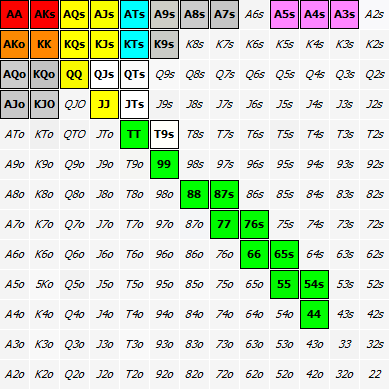 AA AKs AQs AJs ATs A9s A8s A7s A6s A5s A4s A3s A2s
AKo KK KQs KJs KTs K9s K8s K7s K6s K5s K4s K3s K2s
AQo KQo QQ QJs QTs Q9s Q8s Q7s Q6s Q5s Q4s Q3s Q2s
AJo KJO QJO JJ JTs J9s J8s J7s J6s J5s J4s J3s J2s
ATo KTo QTO JTo TT T9s T8s T7s T6s T5s T4s T3s T2s
A9o K9o Q9o J9o T9o 99 98s 97s 96s 95s 94s 93s 92s
A8o K8o Q8o J8o T8o 98o 88 87s 86s 85s 84s 83s 82s
A7o K7o Q7o J7o T7o 97o 87o 77 76s 75s 74s 73s 72s
A6o K6o Q6o J6o T6o 96o 86o 76o 66 65s 64s 63s 62s
A5o 5Ko Q5o J5o T5o 95o 85o 75o 65o 55 54s 53s 52s
A4o K4o Q4o J4o T4o 94o 84o 74o 64o 54o 44 43s 42s
A3o K3o Q3o J3o T3o 93o 83o 73o 63o 53o 43o 33 32s
A2o K2o Q2o J2o T2o 92o 82o 72o 62o 52o 42o 32o 22